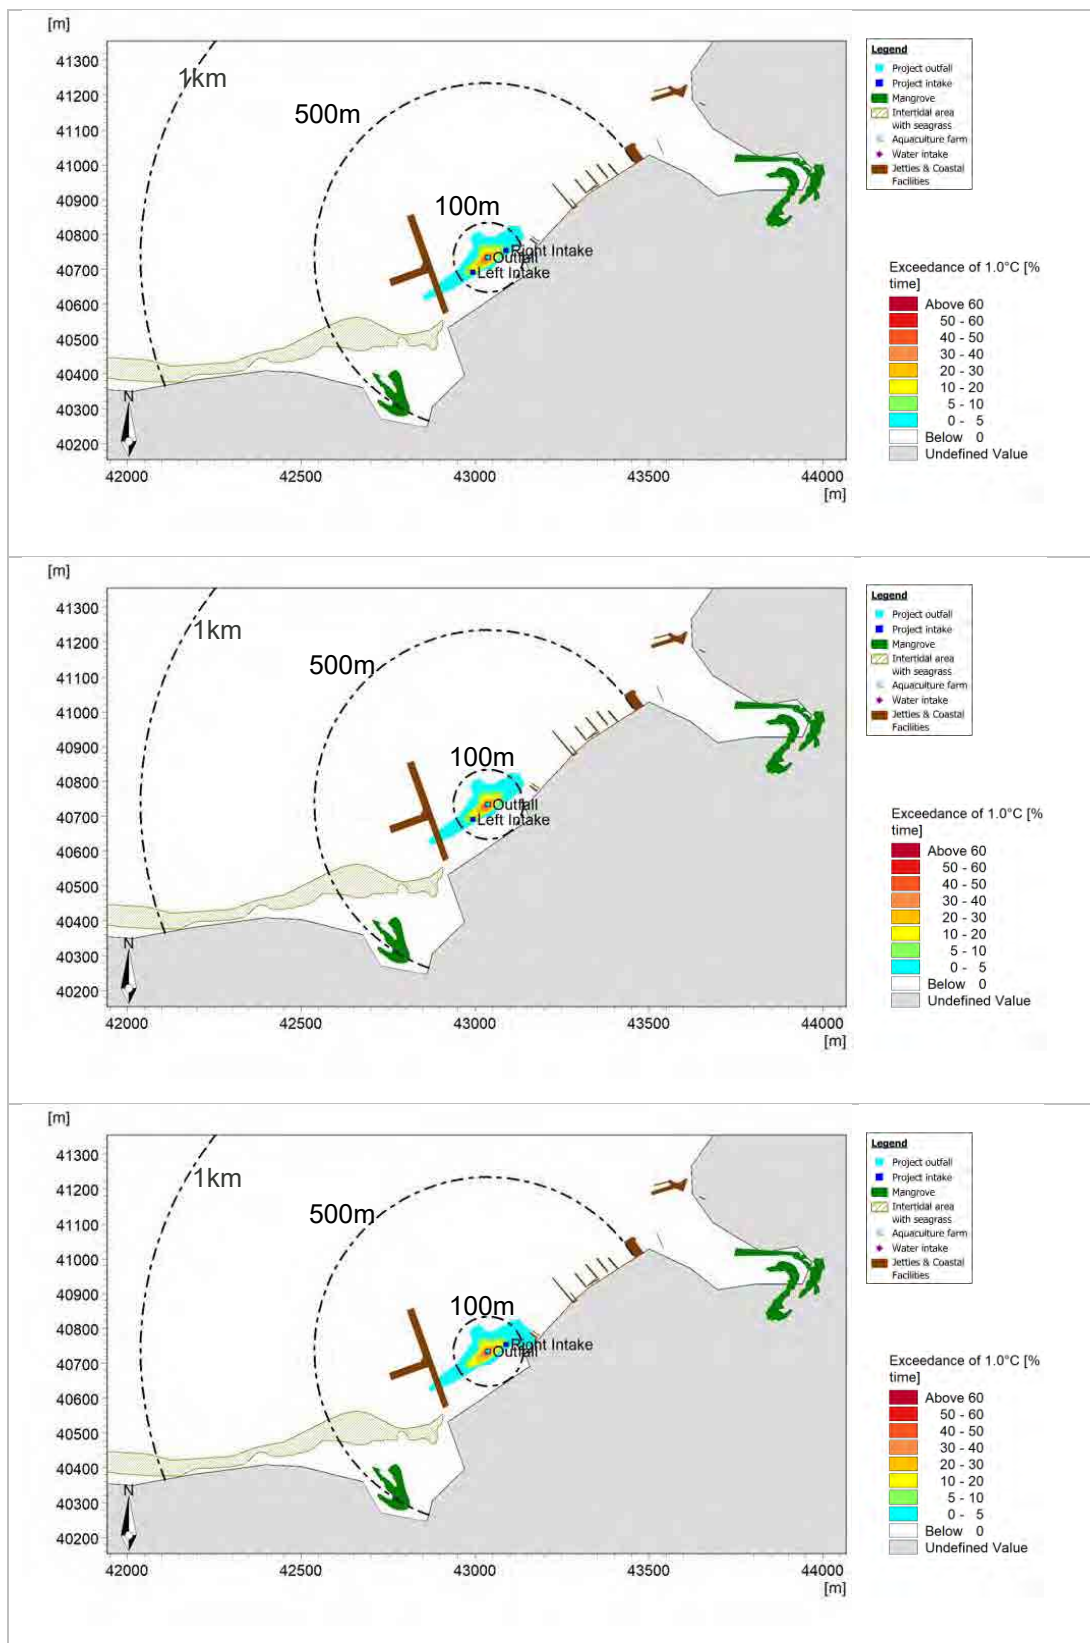 [m]
41300
41200
41100
41000
40900
40800
40700
40600
40500
40400
40300
40200
1km
500m
100m
Right Intake
Outfall
Left Intake
N
42000 42500 43000 43500 44000
[m]
Legend
Project outfall
Project intake
Mangrove
Intertidal area
with seagrass
Aquaculture farm
Water intake
Jetties & Coastal
Facilities
Exceedance of 1.0°C [%
time]
Above 60
50 - 60
40 - 50
30 - 40
20 - 30
10 - 20
5 - 10
0 - 5
Below 0
Undefined Value
[m]
41300
41200
41100
41000
40900
40800
40700
40600
40500
40400
40300
40200
1km
500m
100m
Outfall
Left Intake
N
42000 42500 43000 43500 44000
[m]
Legend
Project outfall
Project intake
Mangrove
Intertidal area
with seagrass
Aquaculture farm
Water intake
Jetties & Coastal
Facilities
Exceedance of 1.0°C [%
time]
Above 60
50 - 60
40 - 50
30 - 40
20 - 30
10 - 20
5 - 10
0 - 5
Below 0
Undefined Value
[m]
41300
41200
41100
41000
40900
40800
40700
40600
40500
40400
40300
40200
1km
500m
100m
Right Intake
Outfall
N
42000 42500 43000 43500 44000
[m]
Legend
Project outfall
Project intake
Mangrove
Intertidal area
with seagrass
Aquaculture farm
Water intake
Jetties & Coastal
Facilities
Exceedance of 1.0°C [%
time]
Above 60
50 - 60
40 - 50
30 - 40
20 - 30
10 - 20
5 - 10
0 - 5
Below 0
Undefined Value